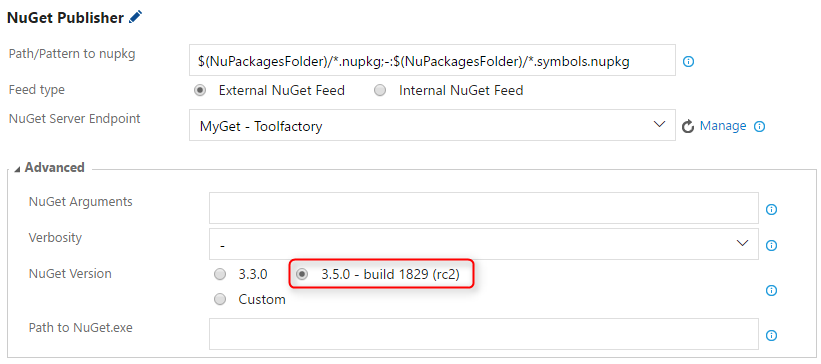 NuGet Publisher
Path/Pattern to nupkg
$(NuPackagesFolder)/*.nupkg;-:$(NuPackagesFolder)/*.symbols.nupkg
Feed type
External NuGet Feed
Internal NuGet Feed
NuGet Server Endpoint
MyGet - Toolfactory
Manage
Advanced
NuGet Arguments
Verbosity
-
NuGet Version
3.3.0
3.5.0 - build 1829 (rc2)
Custom
Path to NuGet.exe